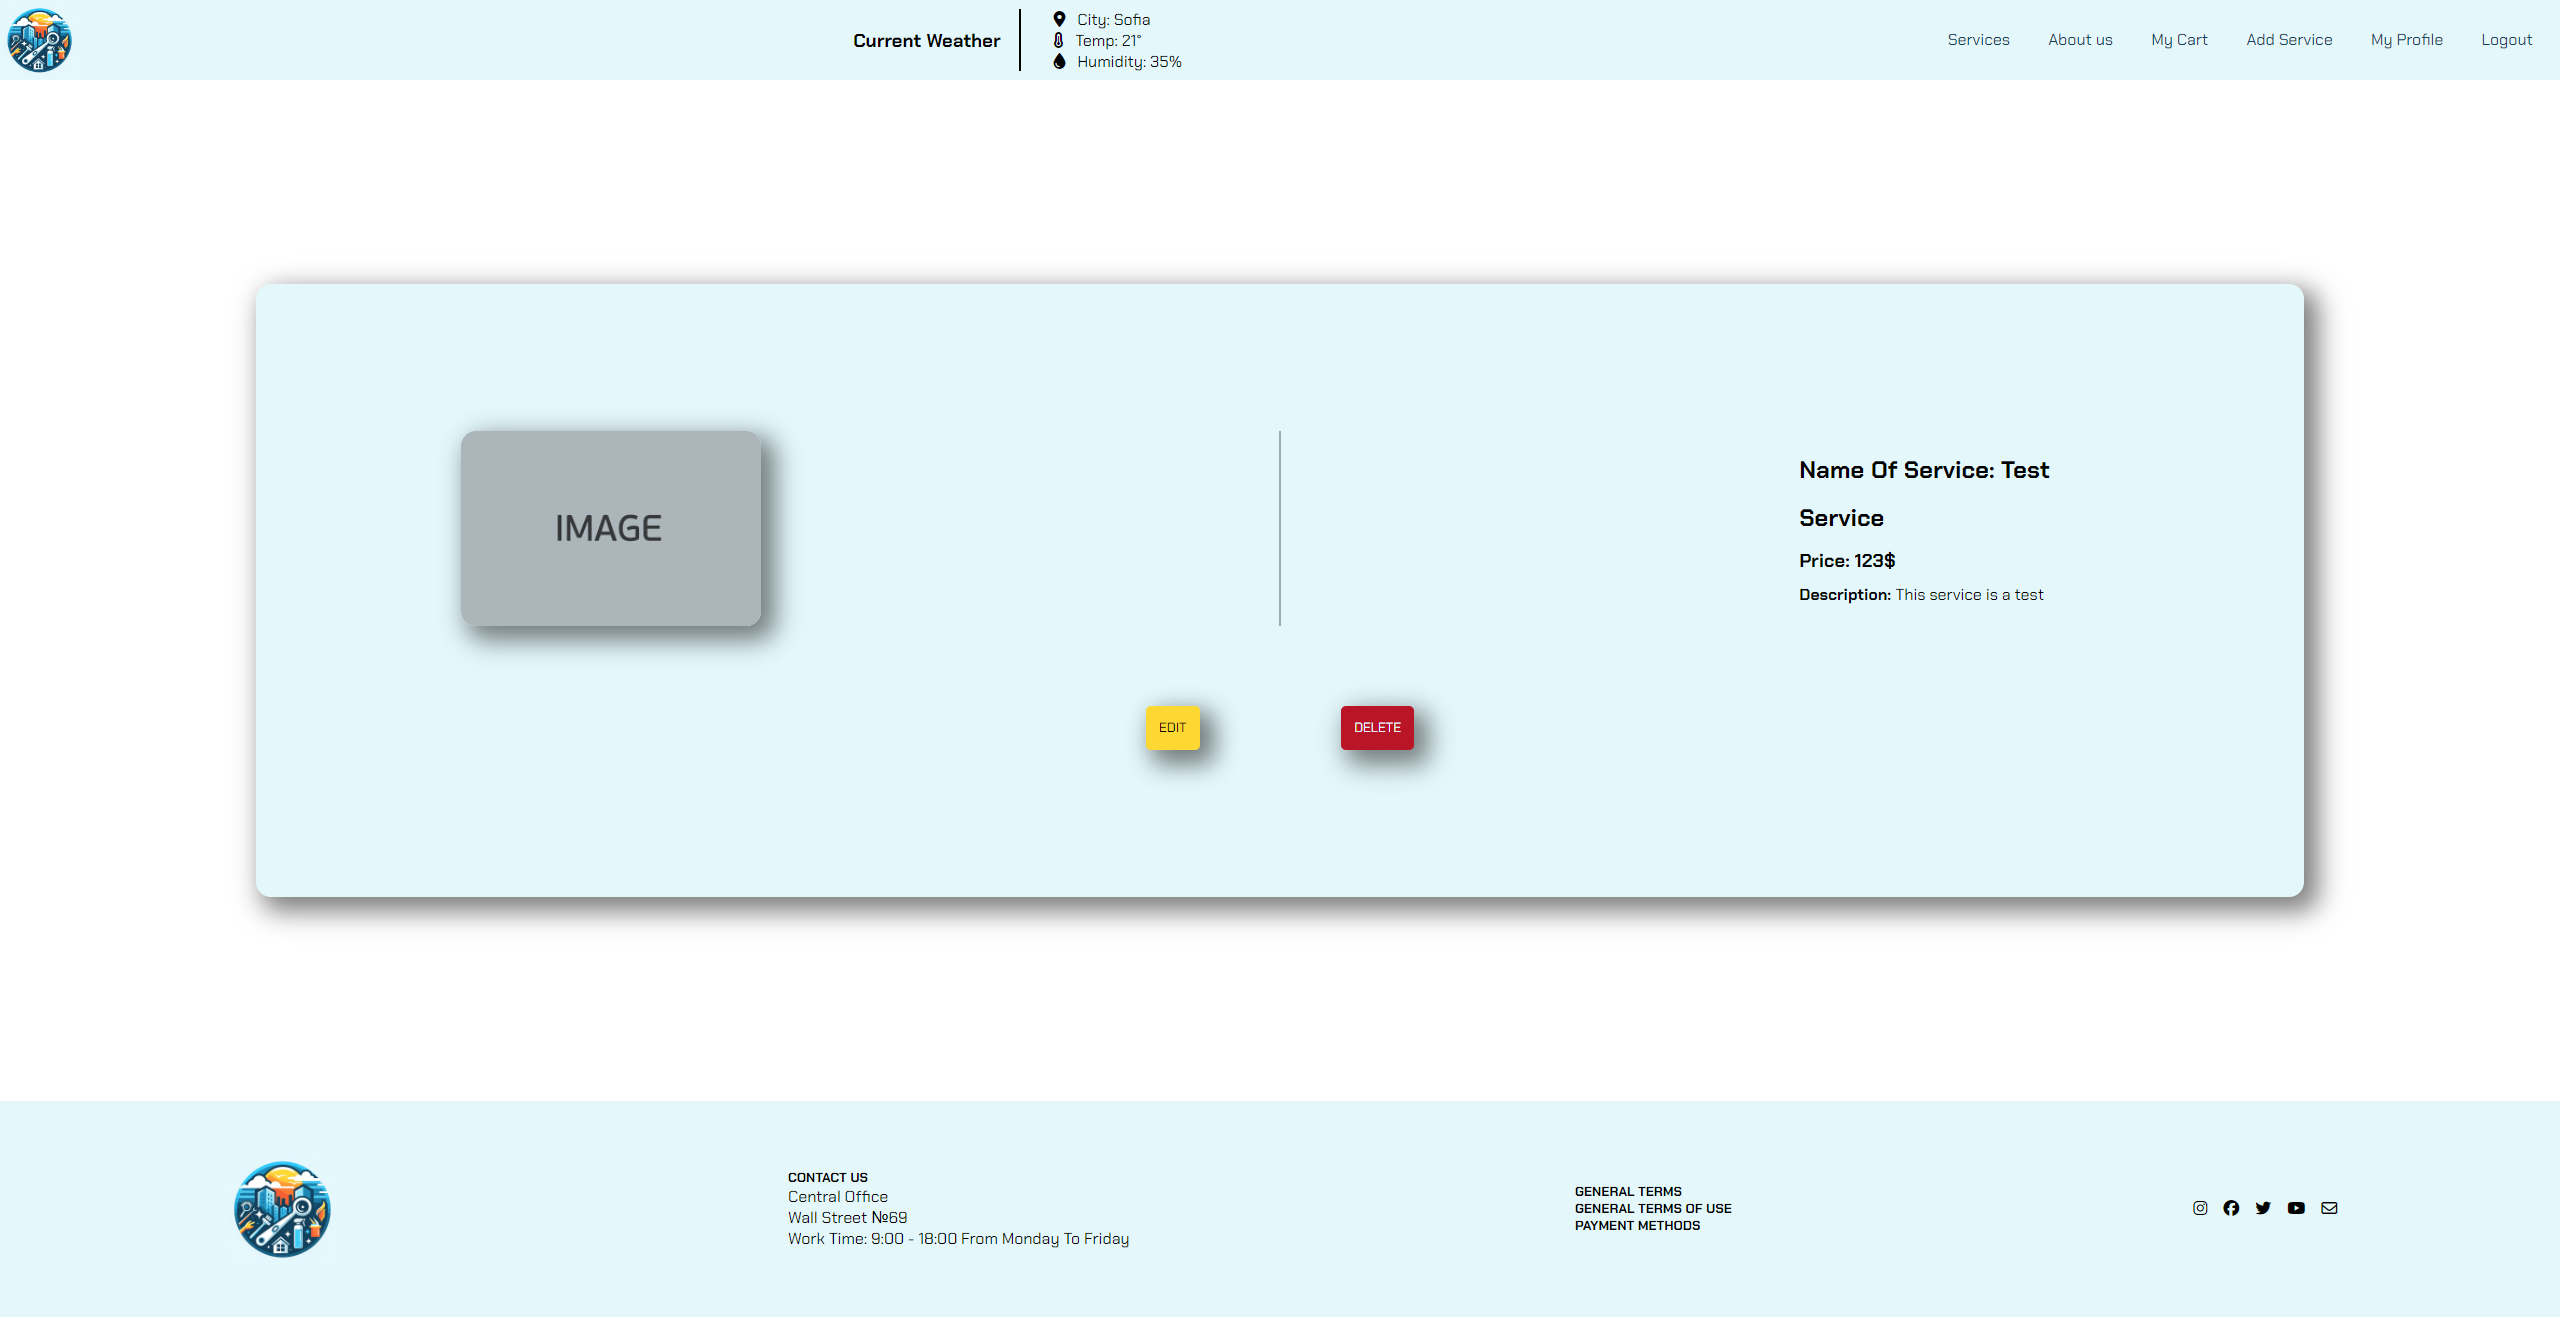 Current Weather
City: Sofia
Temp: 21°
Humidity: 35%
Services
About us
My Cart
Add Service
My Profile
Logout
IMAGE
Name Of Service: Test
Service
Price: 123$
Description: This service is a test
EDIT
DELETE
CONTACT US
Central Office
Wall Street №69
Work Time: 9:00 - 18:00 From Monday To Friday
GENERAL TERMS
GENERAL TERMS OF USE
PAYMENT METHODS